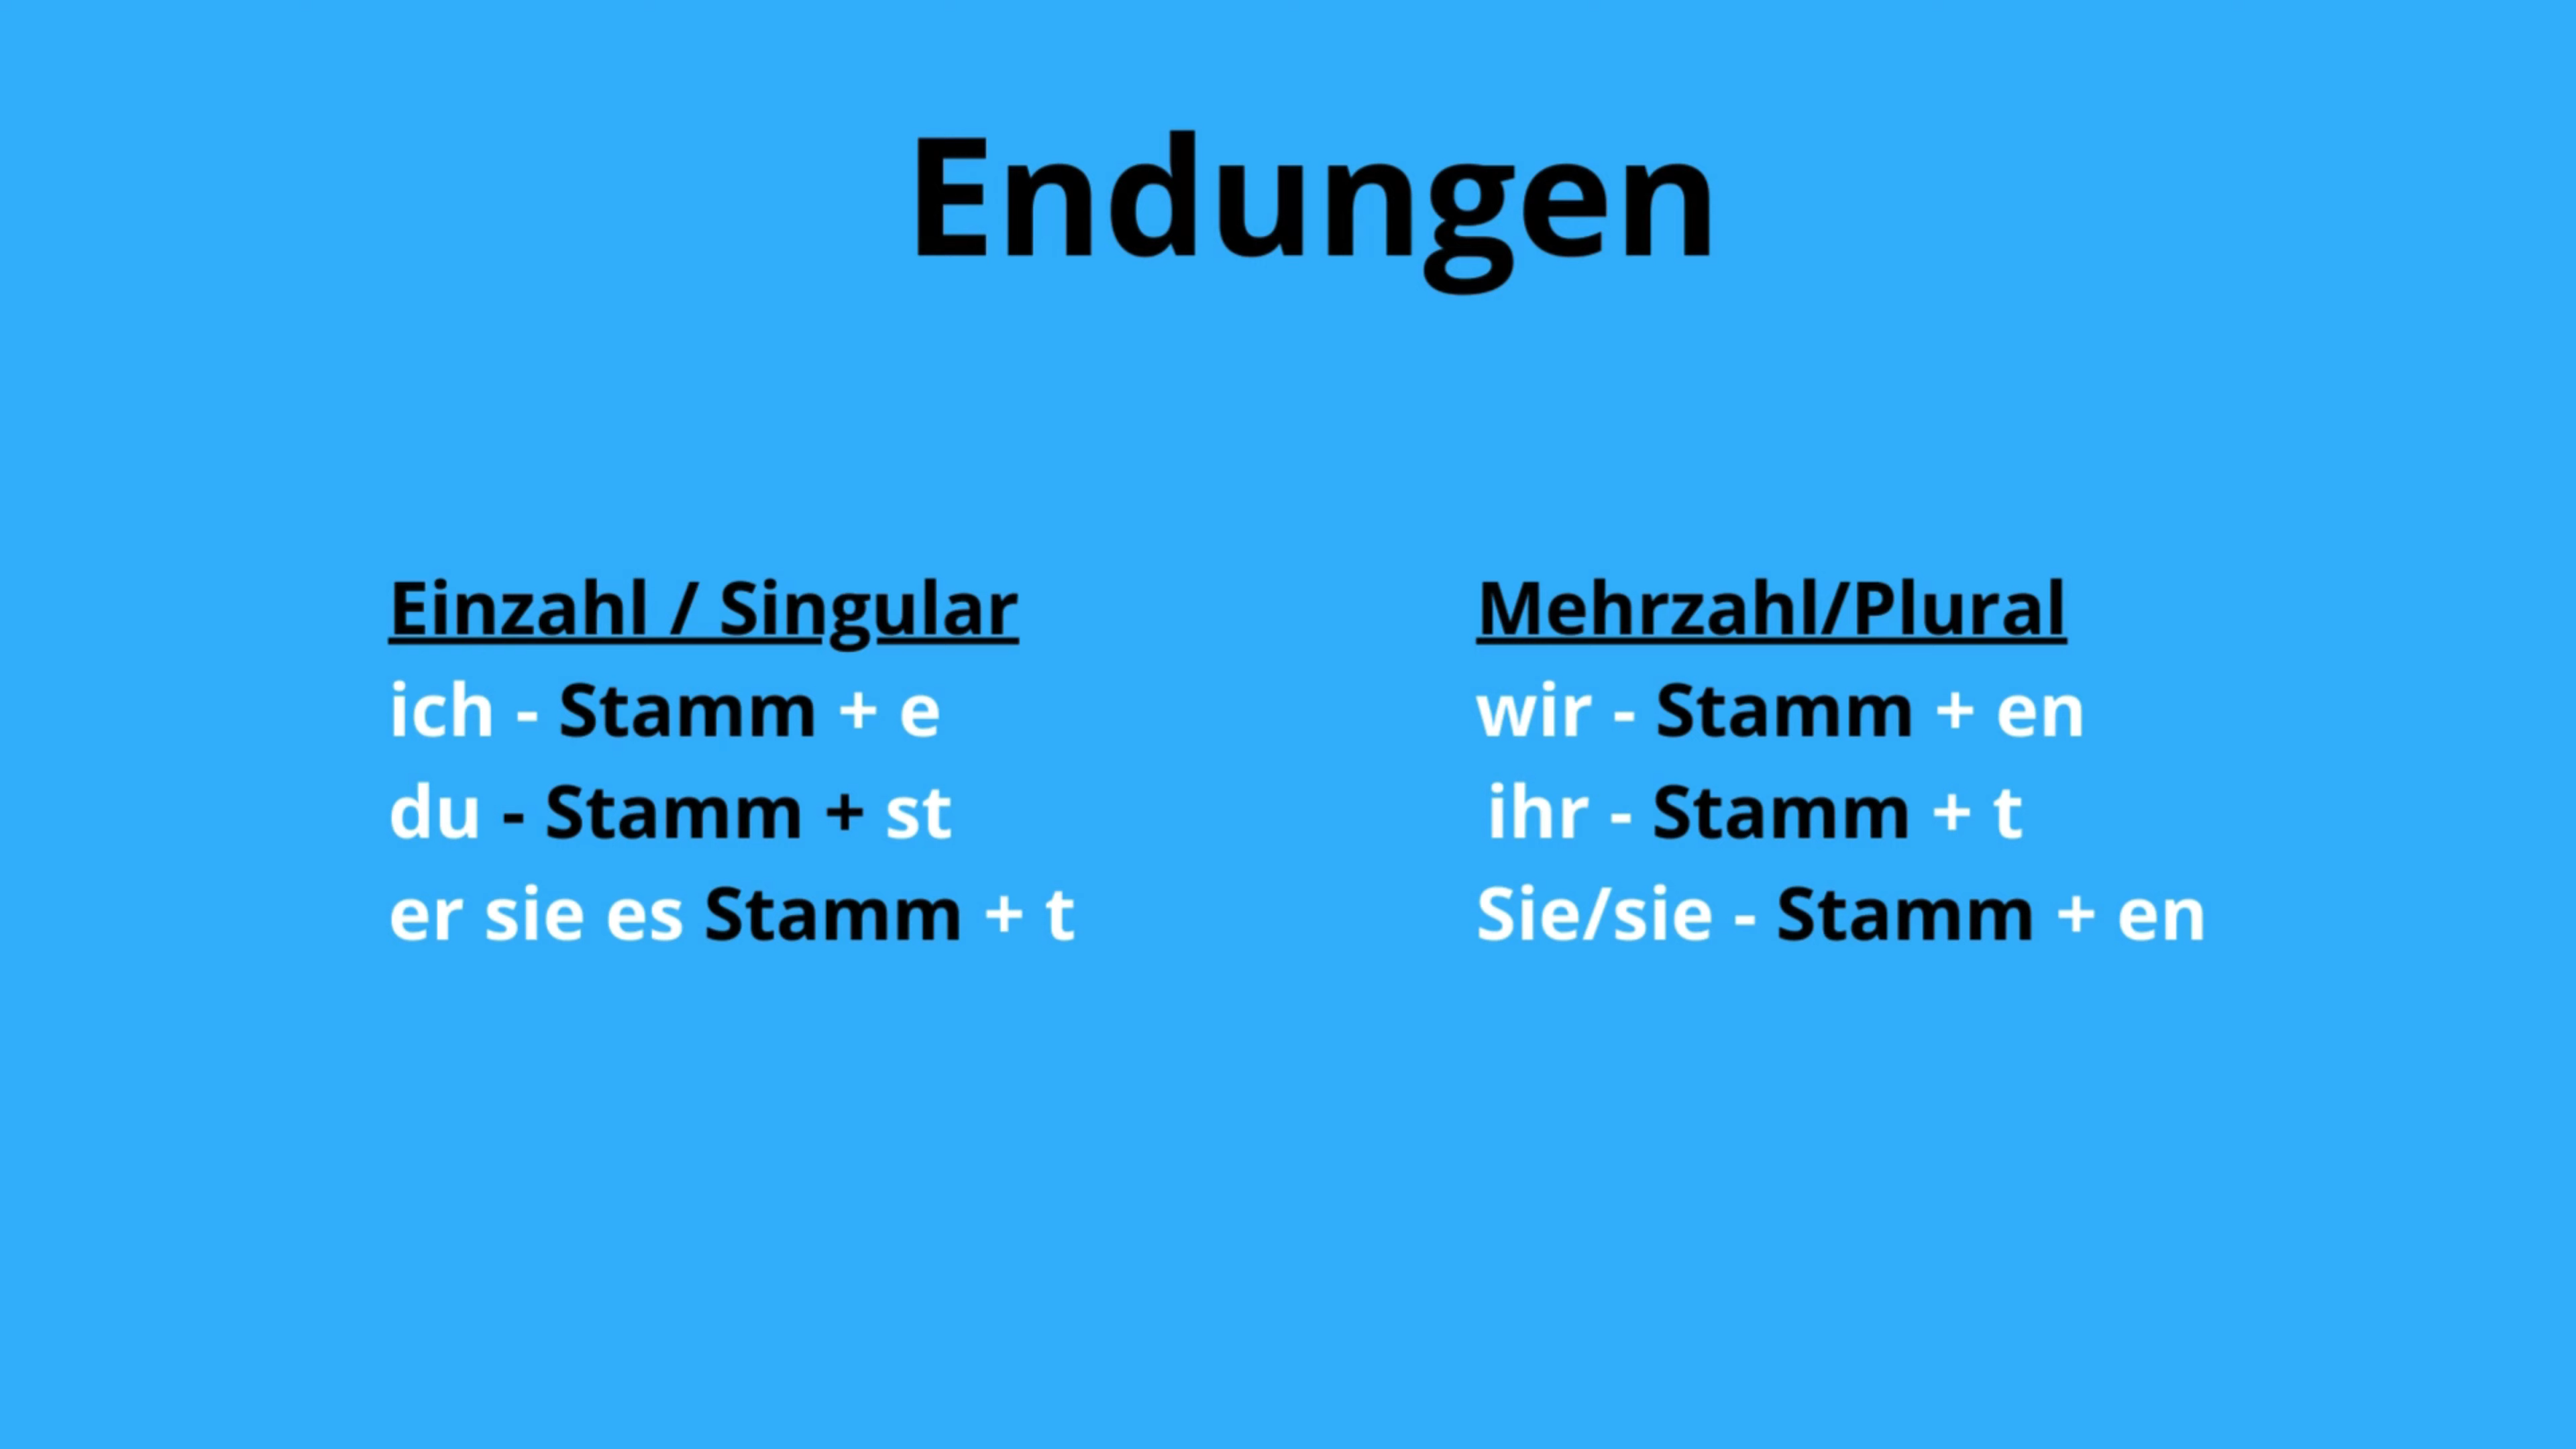 Endungen
Einzahl / Singular
ich - Stamm + e
du - Stamm + st
er sie es Stamm + t
Mehrzahl/Plural
wir - Stamm + en
ihr - Stamm + t
Sie/sie - Stamm + en